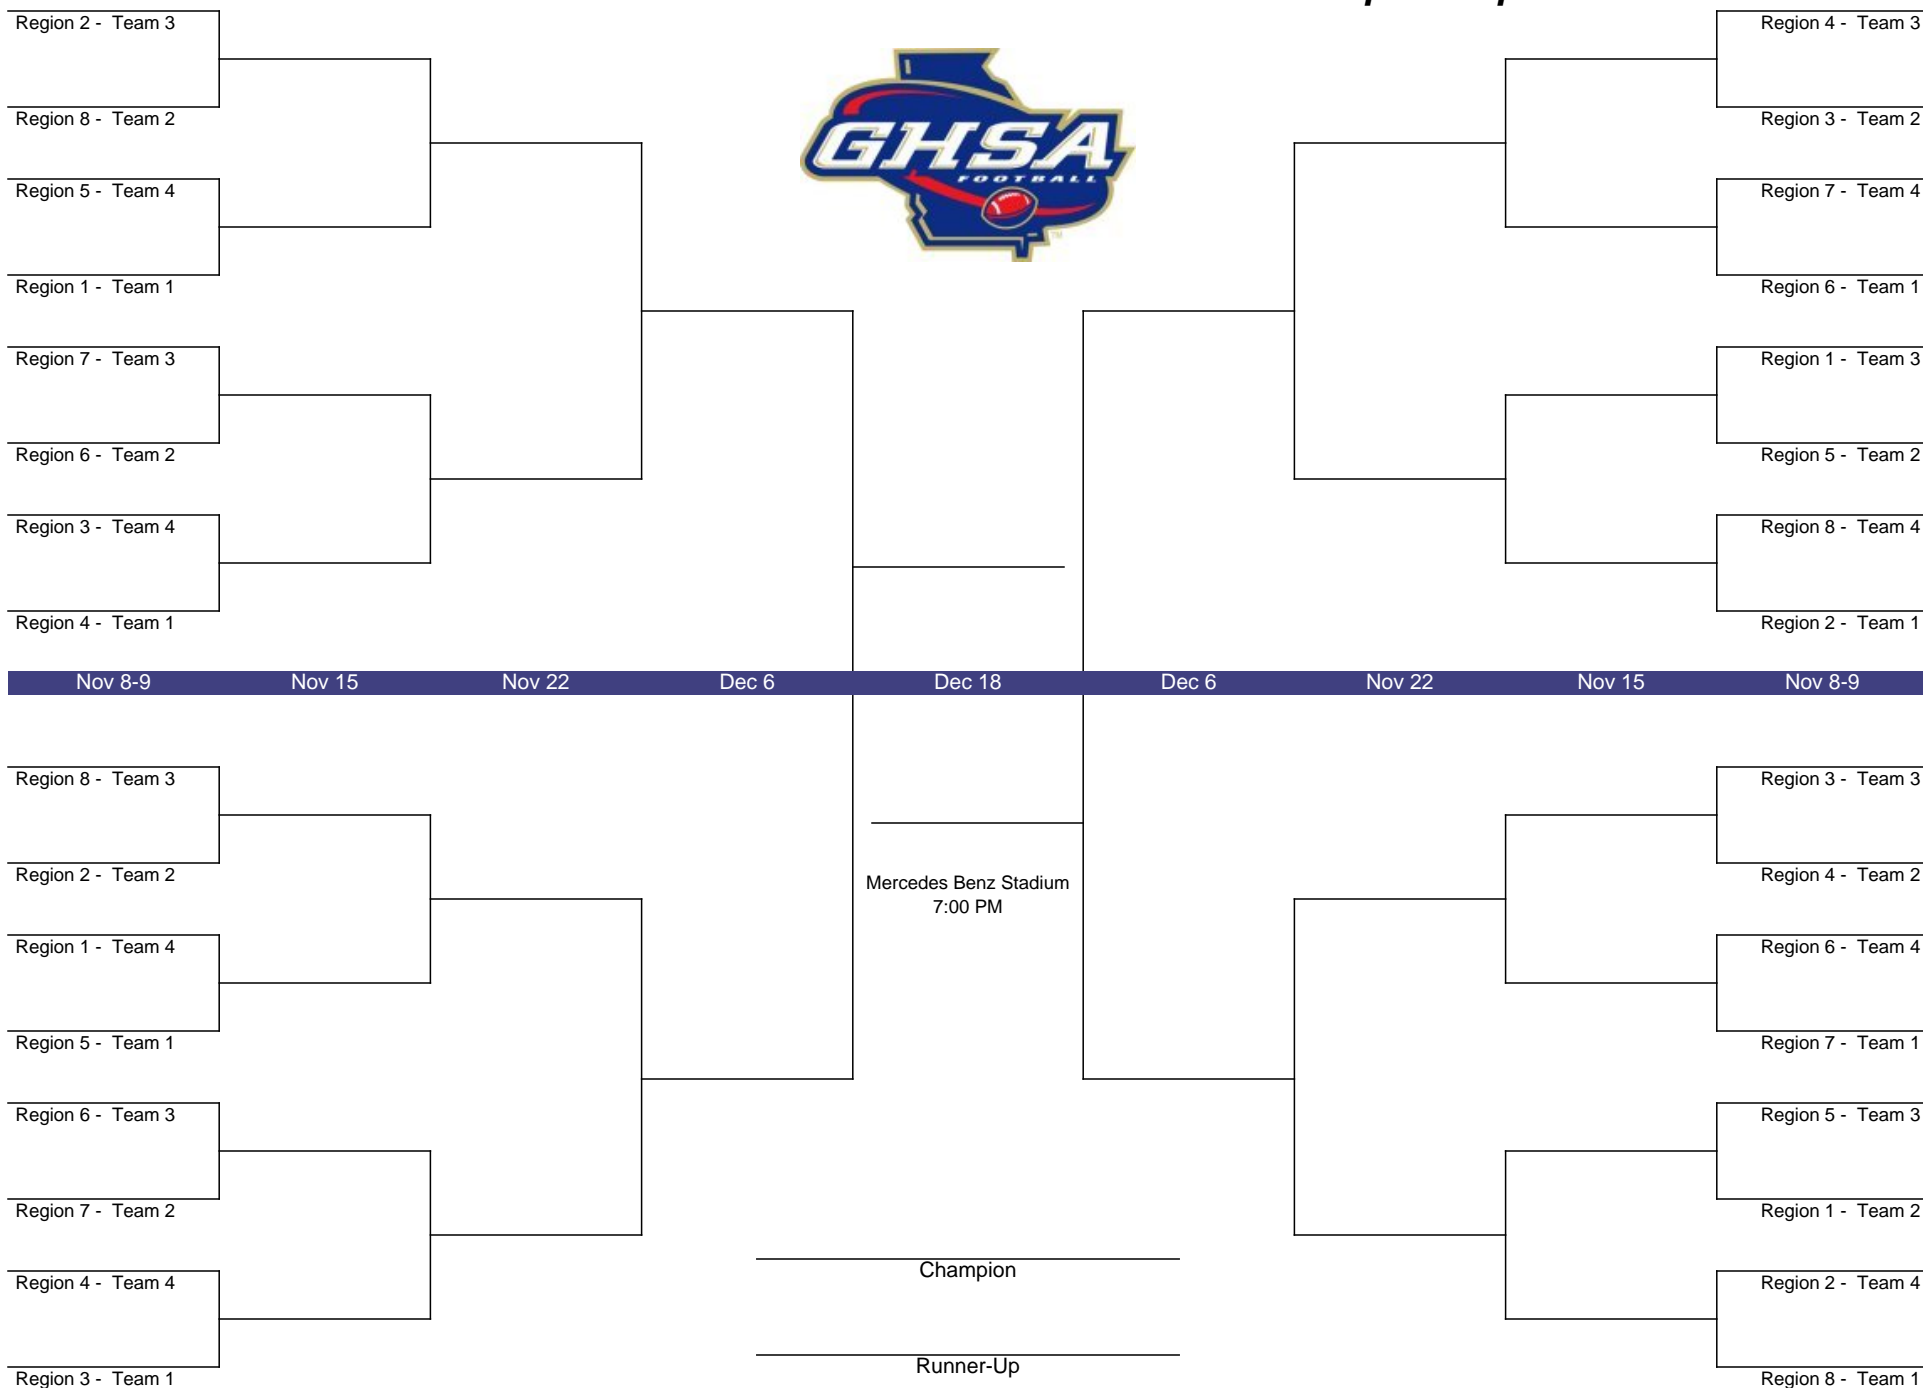 Region 2 - Team 3
Region 8 - Team 2
Region 5 - Team 4
Region 1 - Team 1
Region 7 - Team 3
Region 6 - Team 2
Region 3 - Team 4
Region 4 - Team 1
GHSA
FOOTBALL
TM
Region 4 - Team 3
Region 3 - Team 2
Region 7 - Team 4
Region 6 - Team 1
Region 1 - Team 3
Region 5 - Team 2
Region 8 - Team 4
Region 2 - Team 1
Nov 8-9 Nov 15 Nov 22 Dec 6 Dec 18 Dec 6 Nov 22 Nov 15 Nov 8-9
Region 8 - Team 3
Region 2 - Team 2
Region 1 - Team 4
Region 5 - Team 1
Region 6 - Team 3
Region 7 - Team 2
Region 4 - Team 4
Region 3 - Team 1
Mercedes Benz Stadium
7:00 PM
Champion
Runner-Up
Region 3 - Team 3
Region 4 - Team 2
Region 6 - Team 4
Region 7 - Team 1
Region 5 - Team 3
Region 1 - Team 2
Region 2 - Team 4
Region 8 - Team 1